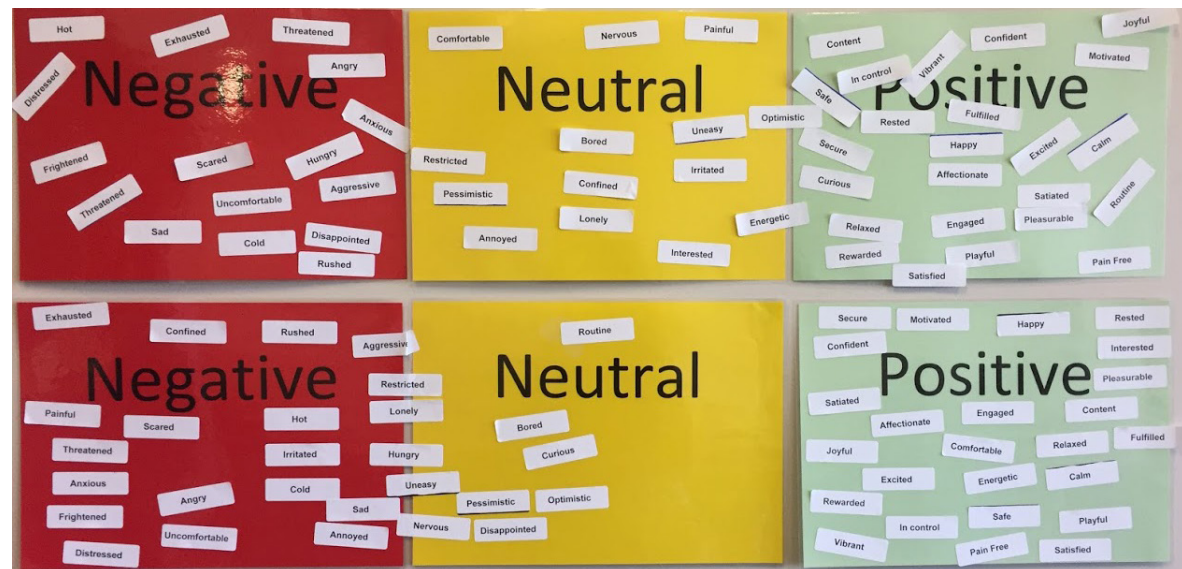 Hot
Exhausted
Threatened
Angry
Distressed
Negative
Anxious
Frightened
Scared
Hungry
Threatened
Uncomfortable
Aggressive
Sad
Cold
Disappointed
Rushed
Comfortable
Nervous
Painful
Neutral
Optimistic
Uneasy
Bored
Restricted
Irritated
Pessimistic
Confined
Lonely
Energetic
Annoyed
Interested
Joyful
Content
Confident
Motivated
In control
Vibrant
Safe
Positive
Rested
Fulfilled
Secure
Happy
Excited
Calm
Curious
Affectionate
Satiated
Routine
Relaxed
Engaged
Pleasurable
Rewarded
Playful
Pain Free
Satisfied
Exhausted
Confined
Rushed
Aggressive
Negative
Restricted
Painful
Scared
Hot
Lonely
Threatened
Irritated
Hungry
Anxious
Angry
Cold
Uneasy
Sad
Frightened
Uncomfortable
Annoyed
Nervous
Distressed
Routine
Neutral
Bored
Curious
Pessimistic
Optimistic
Disappointed
Secure
Motivated
Happy
Rested
Confident
Interested
Positive
Pleasurable
Satiated
Affectionate
Engaged
Content
Joyful
Comfortable
Relaxed
Fulfilled
Excited
Energetic
Calm
Rewarded
In control
Safe
Playful
Vibrant
Pain Free
Satisfied